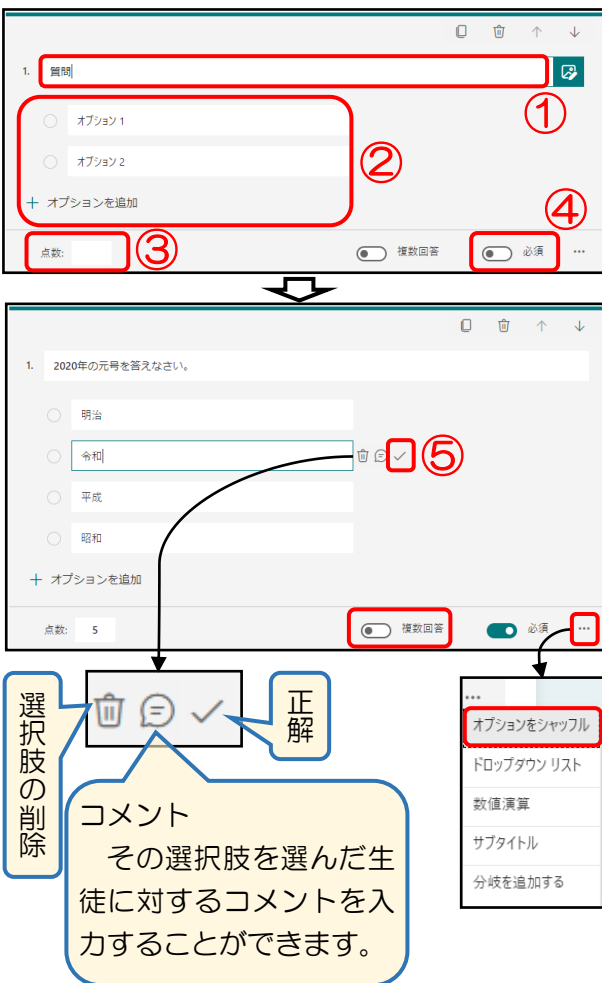 1. 質問
①
オプション 1
オプション 2
②
＋ オプションを追加
④
点数:
③
複数回答
必須
…
1. 2020年の元号を答えなさい。
明治
令和
⑤
平成
昭和
＋ オプションを追加
点数: 5
複数回答
必須
…
選択肢の削除
正解
コメント
その選択肢を選んだ生
徒に対するコメントを入
力することができます。
…
オプションをシャッフル
ドロップダウン リスト
数値演算
サブタイトル
分岐を追加する